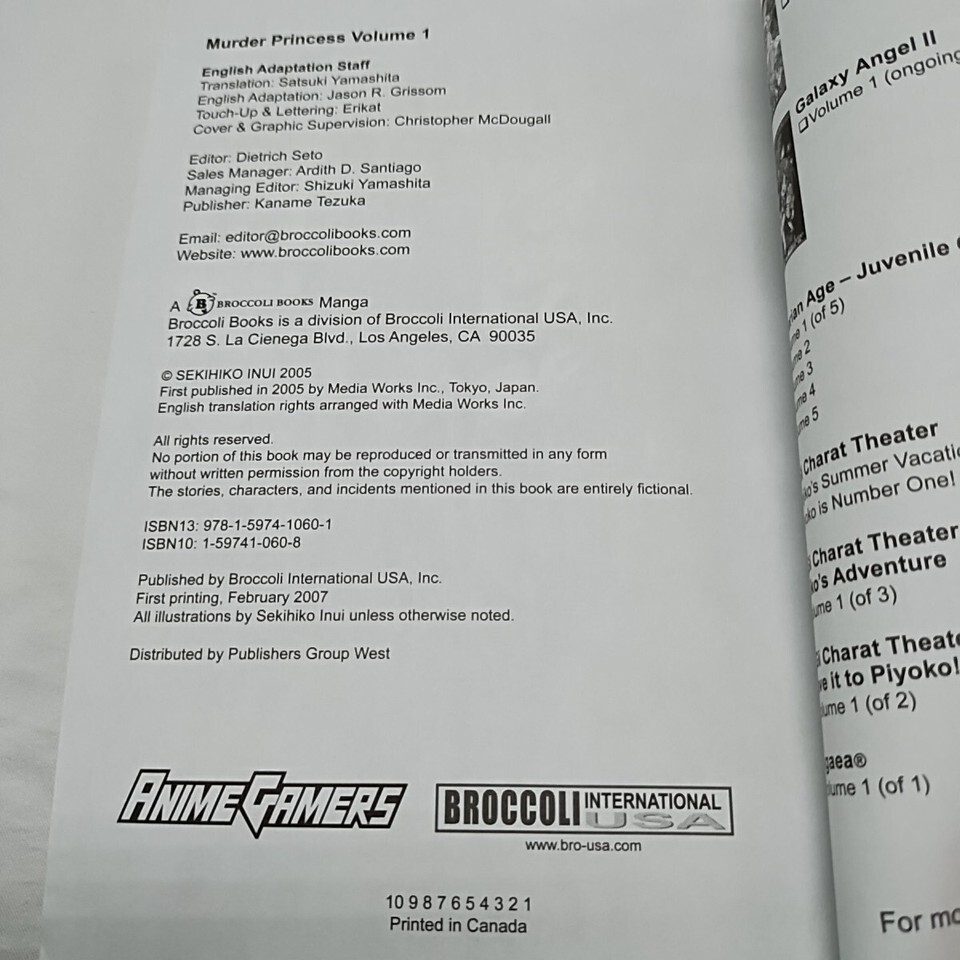 Murder Princess Volume 1
English Adaptation Staff
Translation: Satsuki Yamashita
English Adaptation: Jason R. Grissom
Touch-Up & Lettering: Erikat
Cover & Graphic Supervision: Christopher McDougall
Editor: Dietrich Seto
Sales Manager: Ardith D. Santiago
Managing Editor: Shizuki Yamashita
Publisher: Kaname Tezuka
Email: editor@broccolibooks.com
Website: www.broccolibooks.com
A B BROCCOLI BOOKS Manga
Broccoli Books is a division of Broccoli International USA, Inc.
1728 S. La Cienega Blvd., Los Angeles, CA 90035
© SEKIHIKO INUI 2005
First published in 2005 by Media Works Inc., Tokyo, Japan.
English translation rights arranged with Media Works Inc.
All rights reserved.
No portion of this book may be reproduced or transmitted in any form
without written permission from the copyright holders.
The stories, characters, and incidents mentioned in this book are entirely fictional.
ISBN13: 978-1-5974-1060-1
ISBN10: 1-59741-060-8
Published by Broccoli International USA, Inc.
First printing, February 2007
All illustrations by Sekihiko Inui unless otherwise noted.
Distributed by Publishers Group West
ANIME GAMERS
BROCCOLI INTERNATIONAL USA
www.bro-usa.com
10 9 8 7 6 5 4 3 2 1
Printed in Canada
Galaxy Angel II
Volume 1 (ongoing
Age – Juvenile
1 (of 5)
2
3
4
5
Charat Theater
Summer Vacati
is Number One!
Charat Theater
Adventure
1 (of 3)
Charat Theat
it to Piyoko!
1 (of 2)
1 (of 1)
For mo